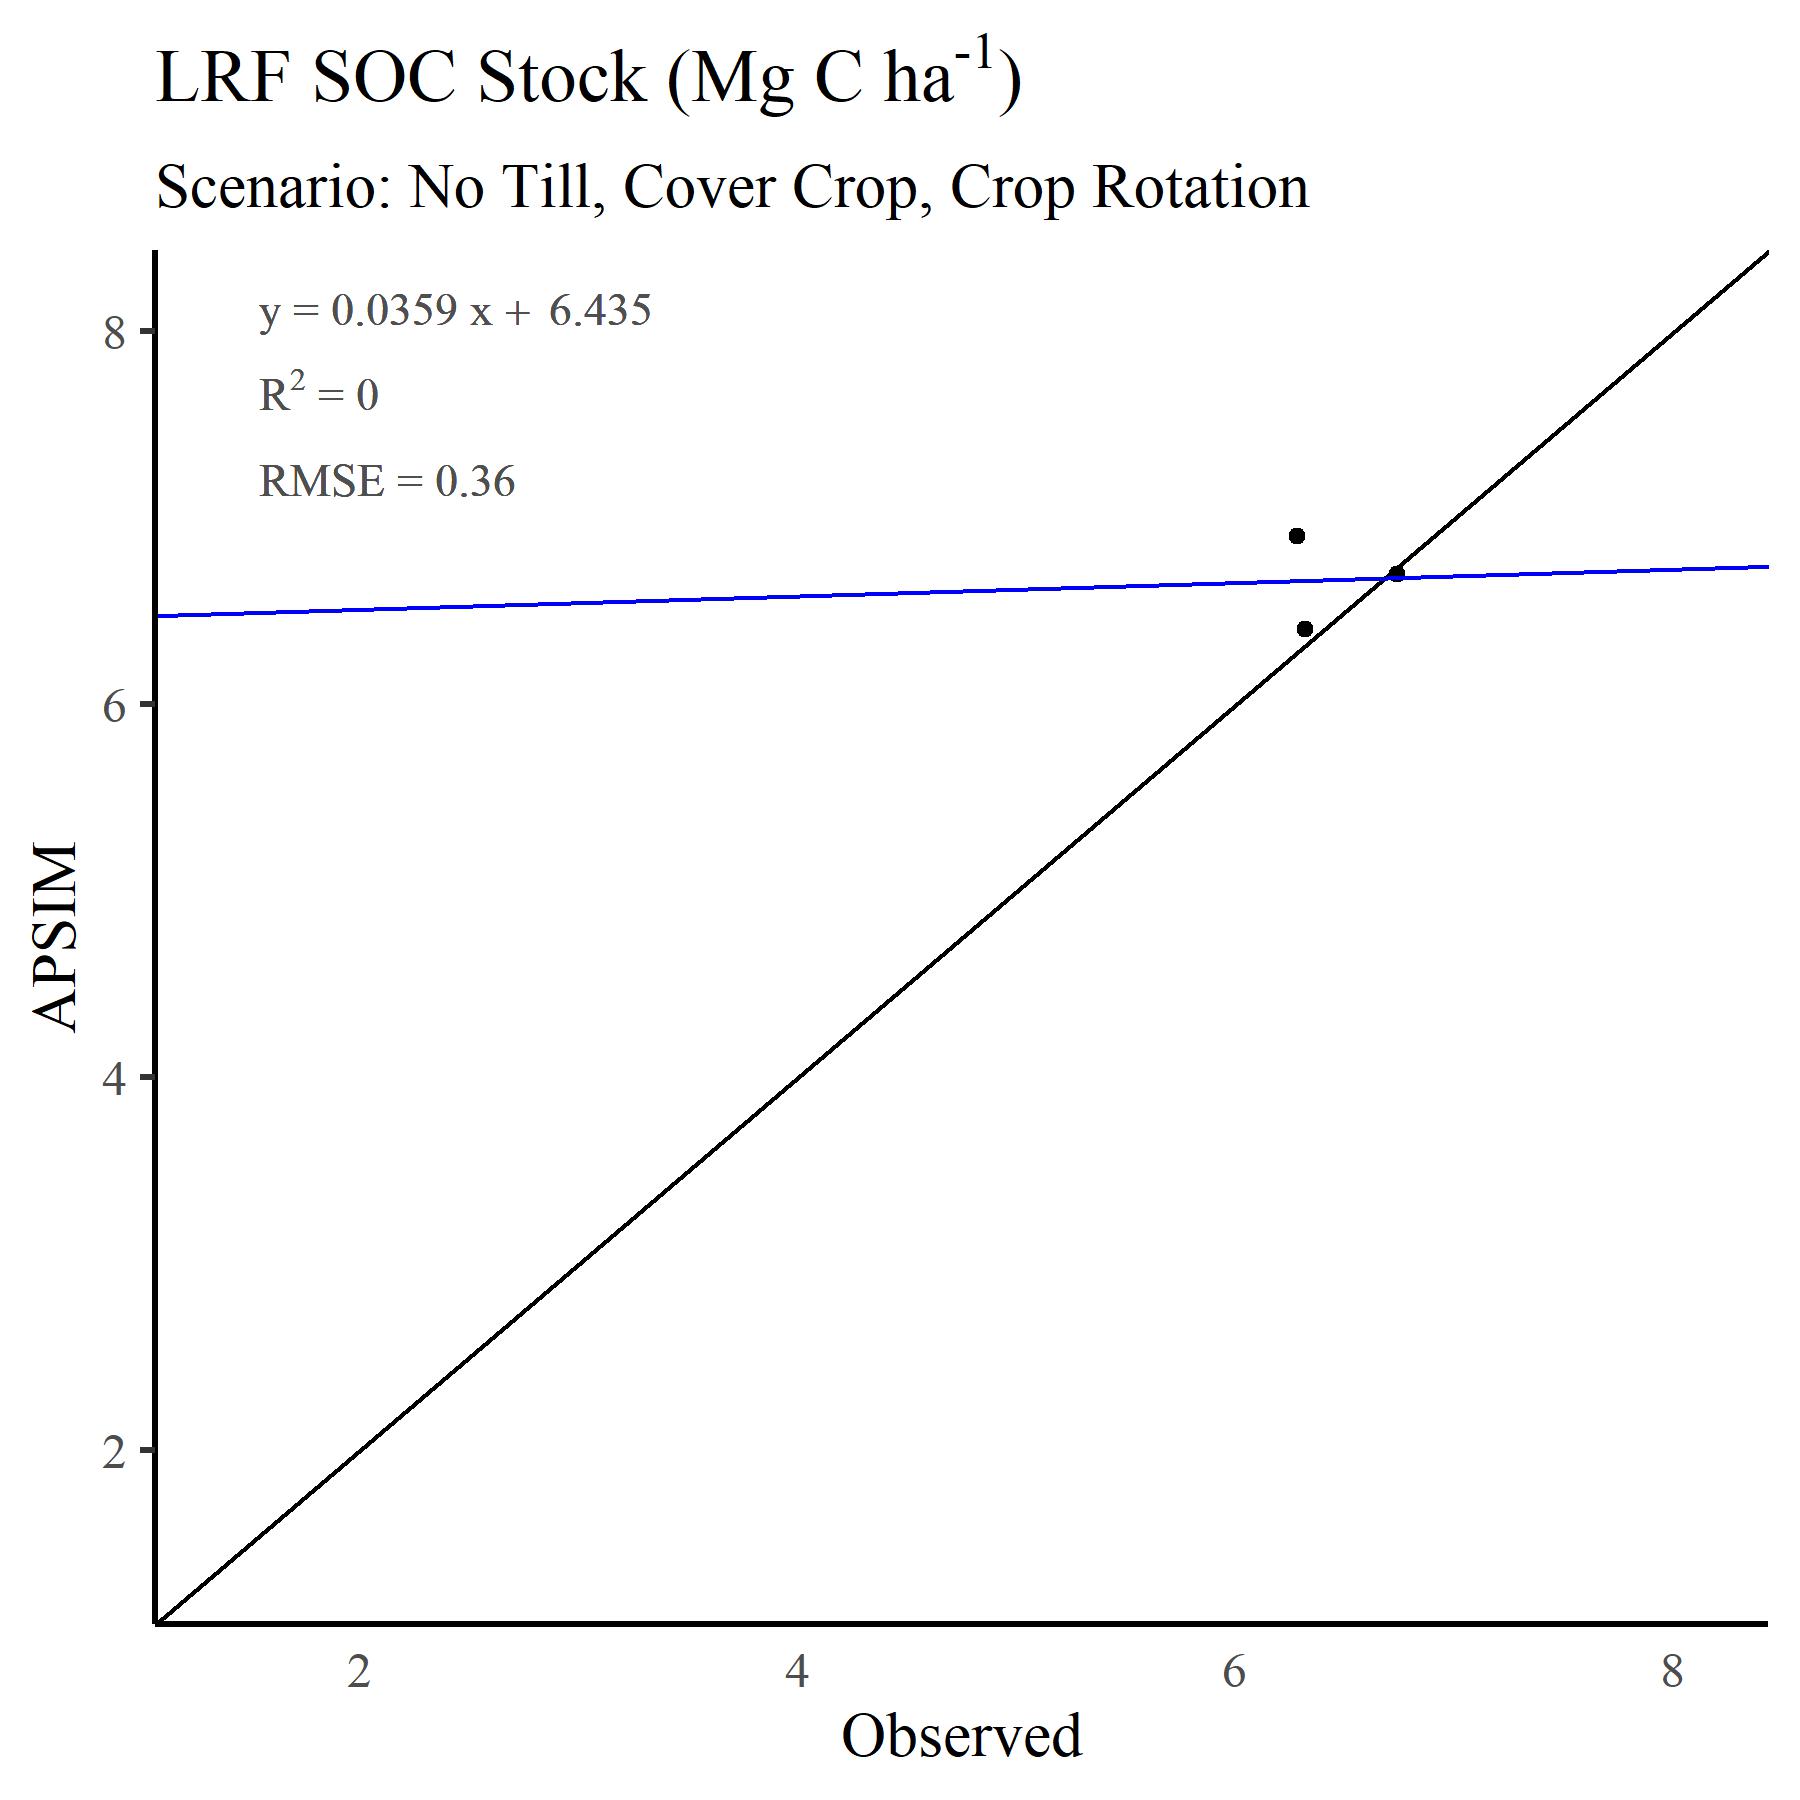 LRF SOC Stock (Mg C ha⁻¹)
Scenario: No Till, Cover Crop, Crop Rotation
y = 0.0359 x + 6.435
R² = 0
RMSE = 0.36
8
6
4
2
APSIM
2 4 6 8
Observed